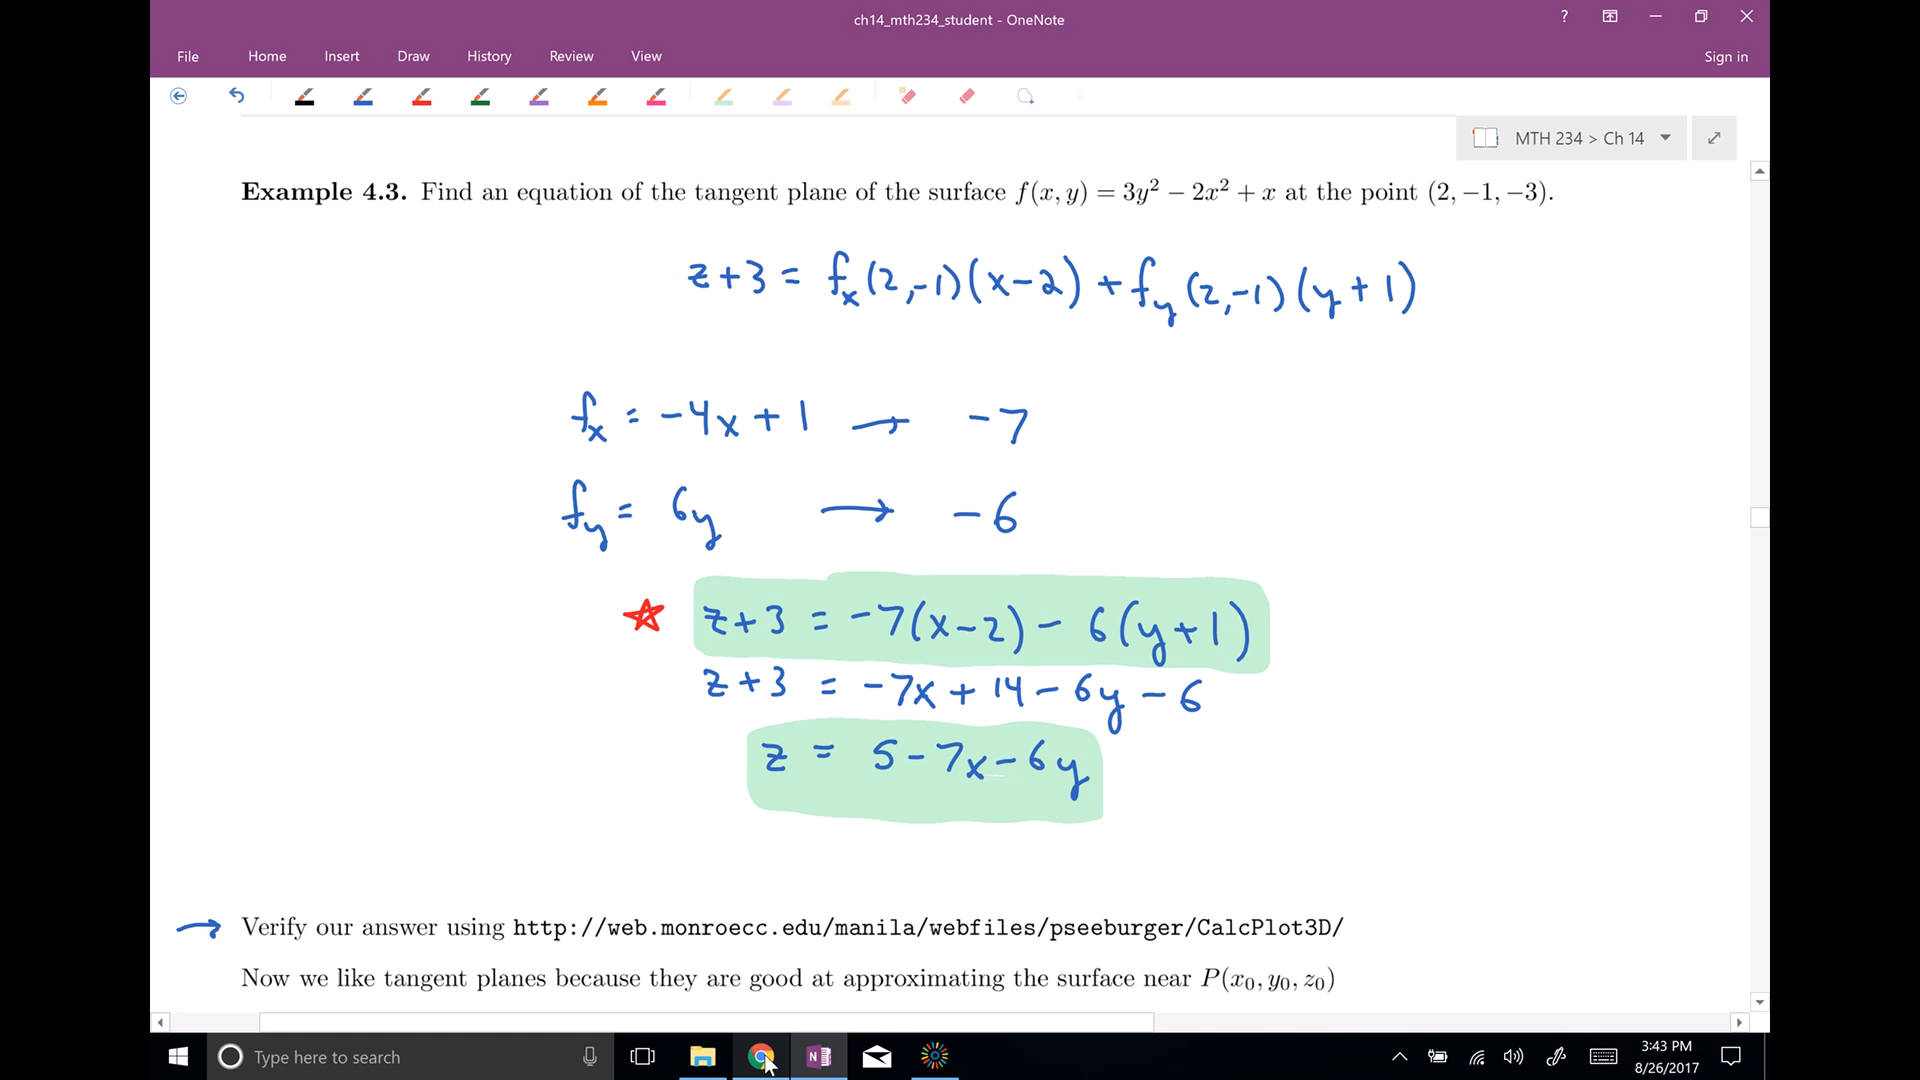 ch14_mth234_student - OneNote
?
File Home Insert Draw History Review View Sign in
MTH 234 > Ch 14
Example 4.3. Find an equation of the tangent plane of the surface f(x, y) = 3y² − 2x² + x at the point (2, −1, −3).
z+3 = fₓ(2,-1)(x-2) + f_y(2,-1)(y+1)
fₓ = -4x+1 → -7
f_y = 6y → -6
z+3 = -7(x-2) - 6(y+1)
z+3 = -7x+14-6y-6
z = 5-7x-6y
→ Verify our answer using http://web.monroecc.edu/manila/webfiles/pseeburger/CalcPlot3D/
Now we like tangent planes because they are good at approximating the surface near P(x₀, y₀, z₀)
Type here to search
N
3:43 PM
8/26/2017